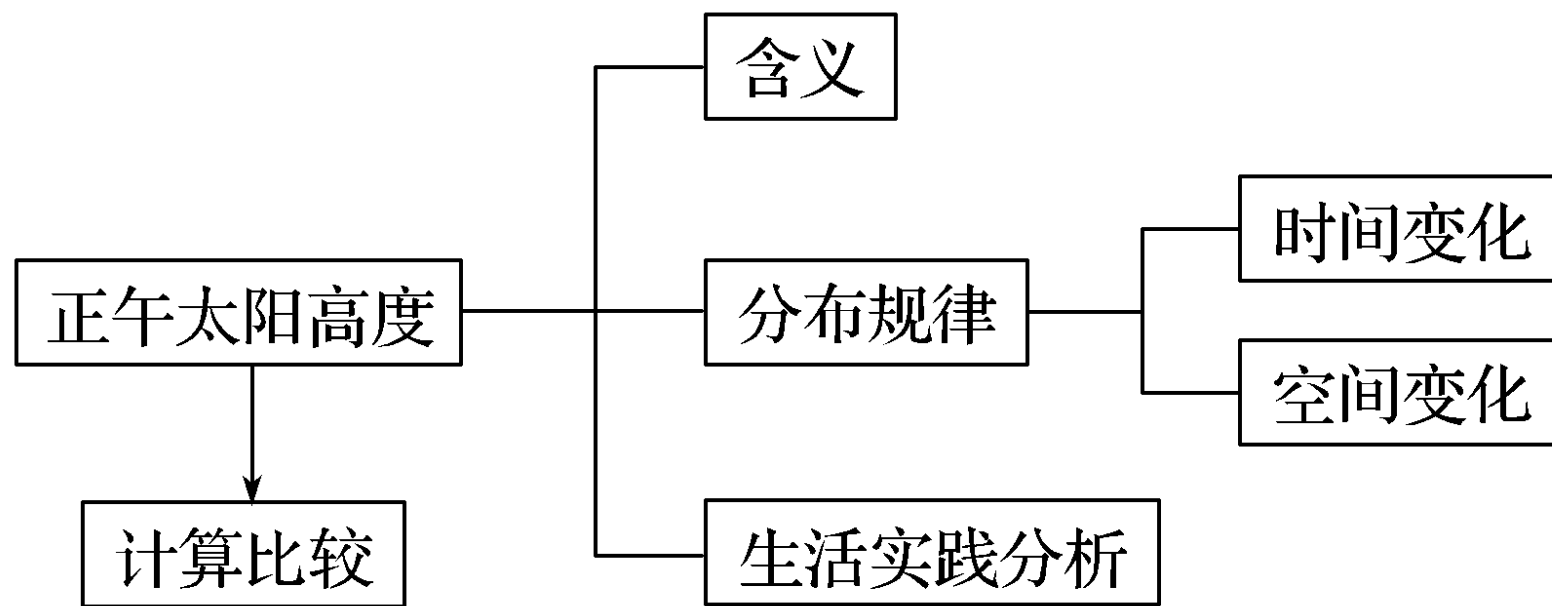 含义
时间变化
正午太阳高度
分布规律
空间变化
计算比较
生活实践分析